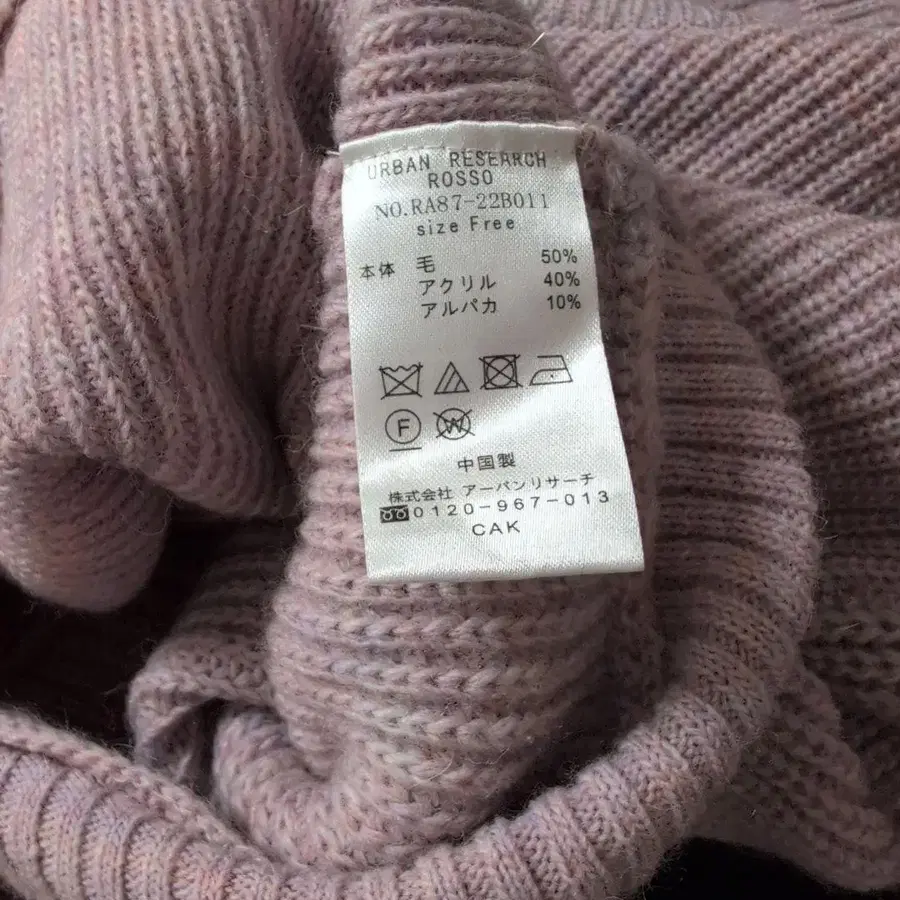 URBAN RESEARCH
ROSSO
NO.RA87-22B011
size Free
本体 毛 50%
アクリル 40%
アルパカ 10%
F W
中国製
株式会社 アーバンリサーチ
0120-967-013
CAK